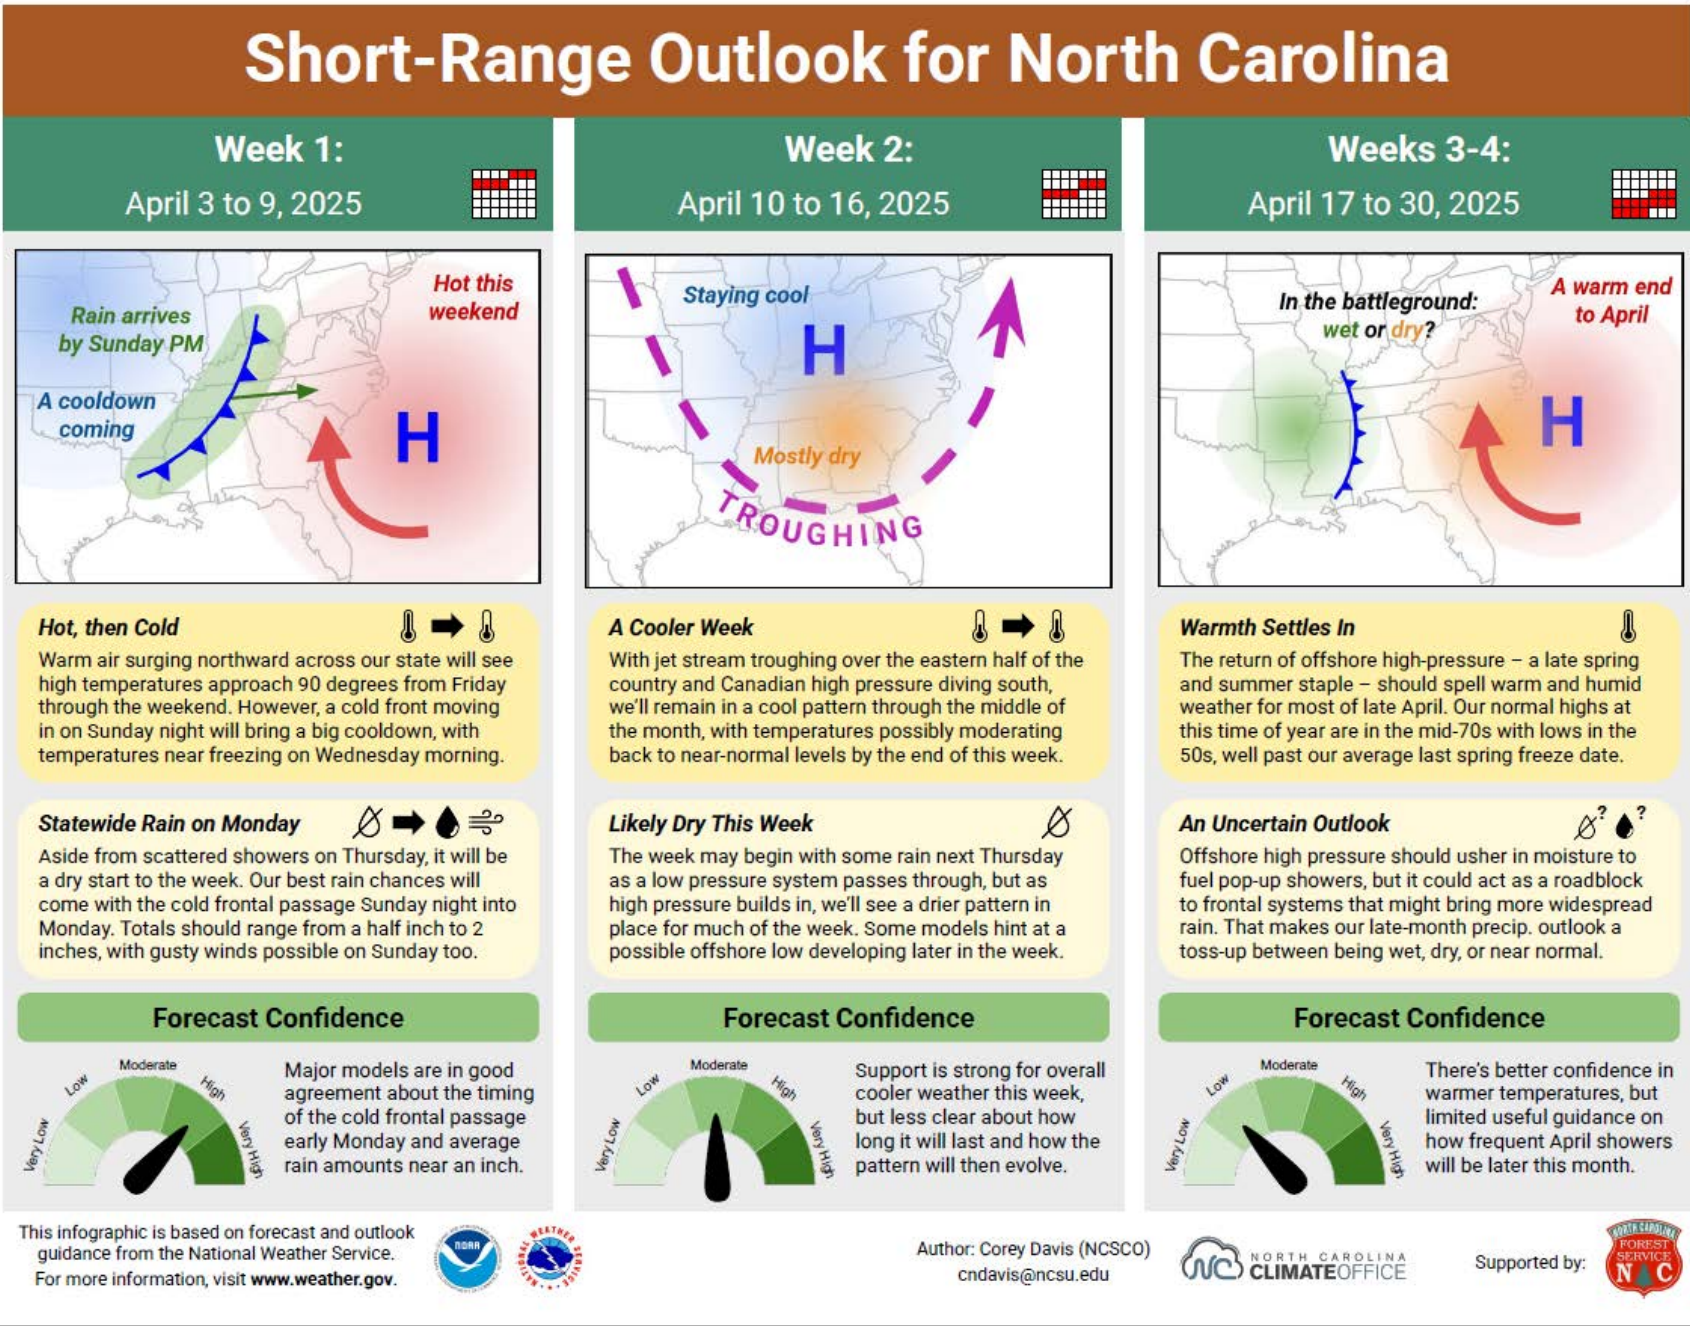 Short-Range Outlook for North Carolina
Week 1:
April 3 to 9, 2025
Hot this
weekend
Rain arrives
by Sunday PM
A cooldown
coming
H
Hot, then Cold
Warm air surging northward across our state will see
high temperatures approach 90 degrees from Friday
through the weekend. However, a cold front moving
in on Sunday night will bring a big cooldown, with
temperatures near freezing on Wednesday morning.
Statewide Rain on Monday
Aside from scattered showers on Thursday, it will be
a dry start to the week. Our best rain chances will
come with the cold frontal passage Sunday night into
Monday. Totals should range from a half inch to 2
inches, with gusty winds possible on Sunday too.
Forecast Confidence
Very Low
Low
Moderate
High
Very High
Major models are in good
agreement about the timing
of the cold frontal passage
early Monday and average
rain amounts near an inch.
Week 2:
April 10 to 16, 2025
Staying cool
H
Mostly dry
TROUGHING
A Cooler Week
With jet stream troughing over the eastern half of the
country and Canadian high pressure diving south,
we'll remain in a cool pattern through the middle of
the month, with temperatures possibly moderating
back to near-normal levels by the end of this week.
Likely Dry This Week
The week may begin with some rain next Thursday
as a low pressure system passes through, but as
high pressure builds in, we'll see a drier pattern in
place for much of the week. Some models hint at a
possible offshore low developing later in the week.
Forecast Confidence
Very Low
Low
Moderate
High
Very High
Support is strong for overall
cooler weather this week,
but less clear about how
long it will last and how the
pattern will then evolve.
Weeks 3-4:
April 17 to 30, 2025
A warm end
to April
In the battleground:
wet or dry?
H
Warmth Settles In
The return of offshore high-pressure – a late spring
and summer staple – should spell warm and humid
weather for most of late April. Our normal highs at
this time of year are in the mid-70s with lows in the
50s, well past our average last spring freeze date.
An Uncertain Outlook
? ?
Offshore high pressure should usher in moisture to
fuel pop-up showers, but it could act as a roadblock
to frontal systems that might bring more widespread
rain. That makes our late-month precip. outlook a
toss-up between being wet, dry, or near normal.
Forecast Confidence
Very Low
Low
Moderate
High
Very High
There's better confidence in
warmer temperatures, but
limited useful guidance on
how frequent April showers
will be later this month.
This infographic is based on forecast and outlook
guidance from the National Weather Service.
For more information, visit www.weather.gov.
NOAA
NATIONAL WEATHER SERVICE
Author: Corey Davis (NCSCO)
cndavis@ncsu.edu
NC
NORTH CAROLINA
CLIMATEOFFICE
Supported by:
NORTH CAROLINA
FOREST
SERVICE
N C